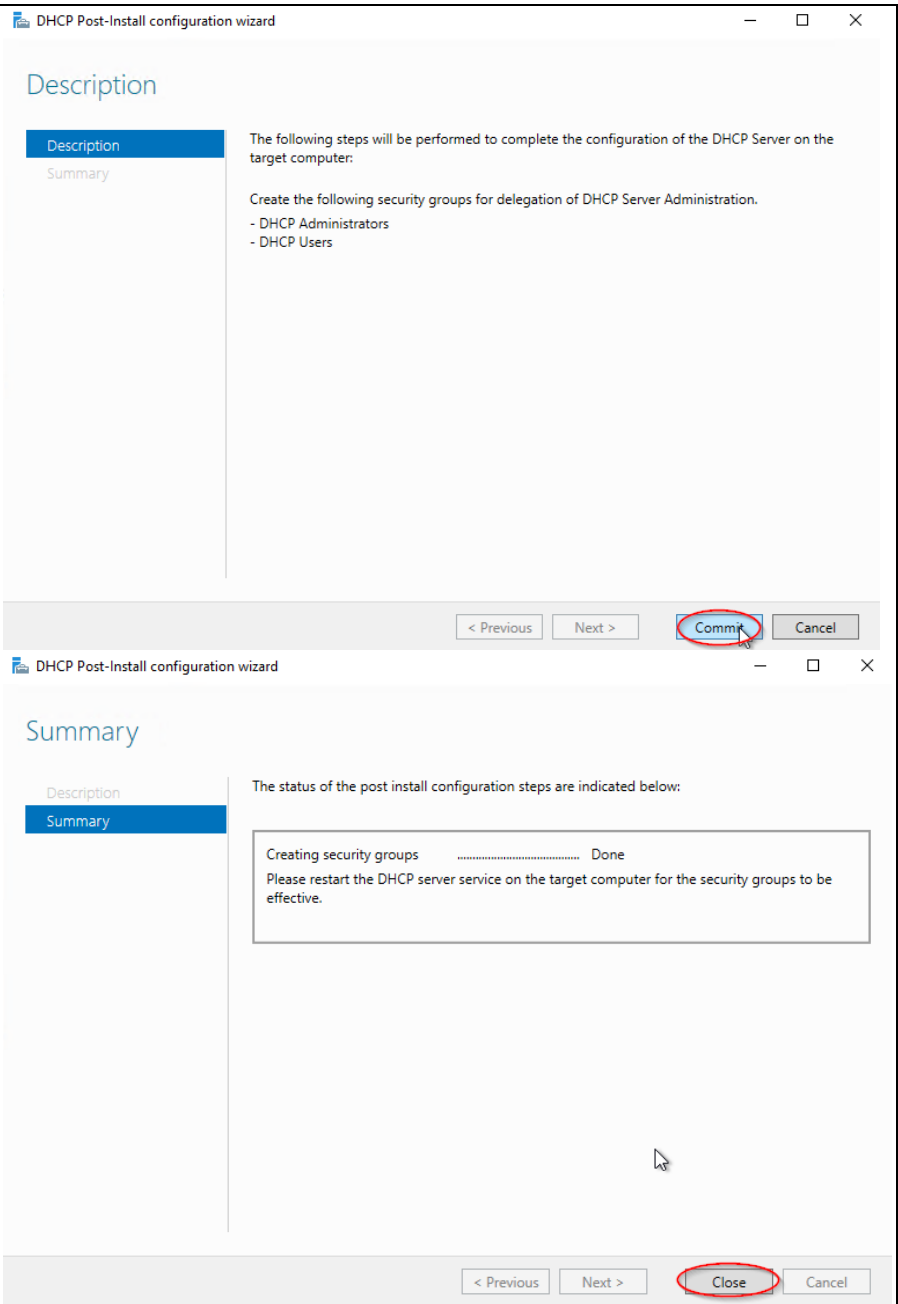 DHCP Post-Install configuration wizard
Description
Description
Summary
The following steps will be performed to complete the configuration of the DHCP Server on the
target computer:
Create the following security groups for delegation of DHCP Server Administration.
- DHCP Administrators
- DHCP Users
< Previous
Next >
Commit
Cancel
DHCP Post-Install configuration wizard
Summary
Description
Summary
The status of the post install configuration steps are indicated below:
Creating security groups ........................................ Done
Please restart the DHCP server service on the target computer for the security groups to be
effective.
< Previous
Next >
Close
Cancel